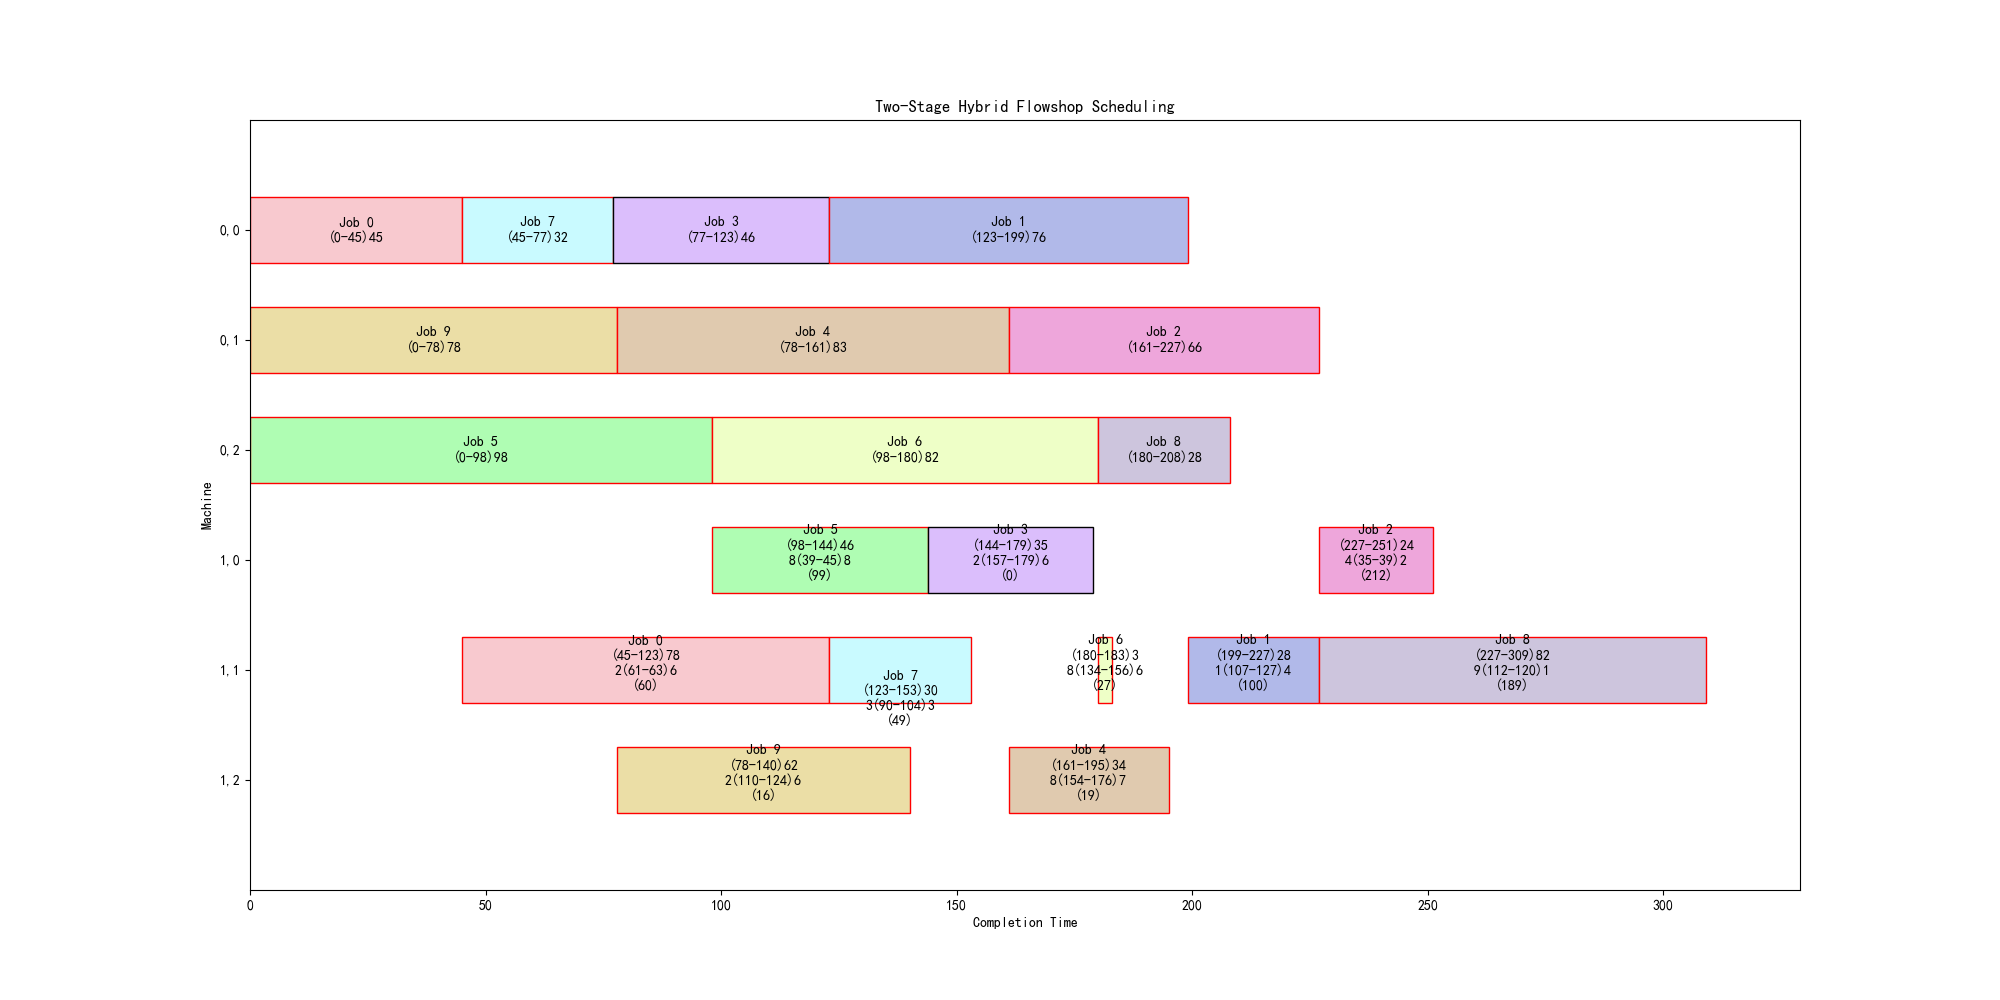 Two-Stage Hybrid Flowshop Scheduling
Machine
0,0
Job 0
(0-45)45
Job 7
(45-77)32
Job 3
(77-123)46
Job 1
(123-199)76
0,1
Job 9
(0-78)78
Job 4
(78-161)83
Job 2
(161-227)66
0,2
Job 5
(0-98)98
Job 6
(98-180)82
Job 8
(180-208)28
1,0
Job 5
(98-144)46
8(39-45)8
(99)
Job 3
(144-179)35
2(157-179)6
(0)
Job 2
(227-251)24
4(35-39)2
(212)
1,1
Job 0
(45-123)78
2(61-63)6
(60)
Job 7
(123-153)30
3(90-104)3
(49)
Job 6
(180-183)3
8(134-156)6
(27)
Job 1
(199-227)28
1(107-127)4
(100)
Job 8
(227-309)82
9(112-120)1
(189)
1,2
Job 9
(78-140)62
2(110-124)6
(16)
Job 4
(161-195)34
8(154-176)7
(19)
0 50 100 150 200 250 300
Completion Time